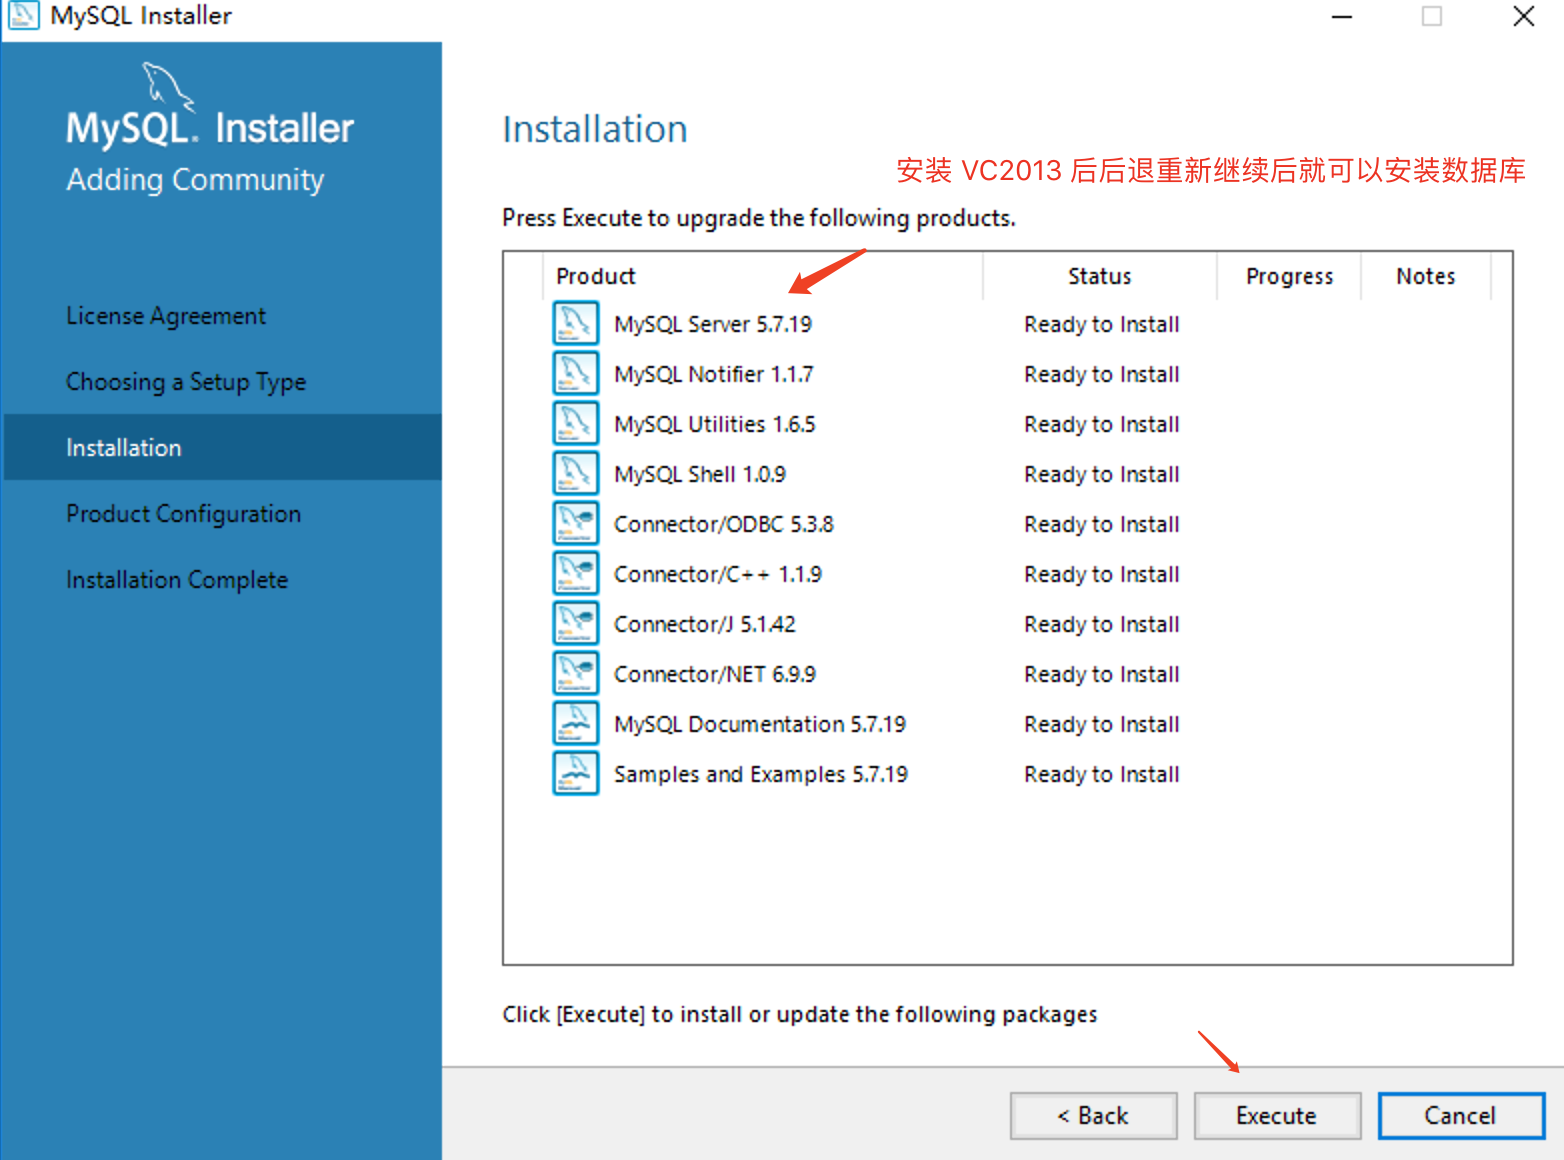 MySQL Installer
MySQL. Installer
Adding Community
License Agreement
Choosing a Setup Type
Installation
Product Configuration
Installation Complete
Installation
安装 VC2013 后后退重新继续后就可以安装数据库
Press Execute to upgrade the following products.
Product Status Progress Notes
MySQL Server 5.7.19 Ready to Install
MySQL Notifier 1.1.7 Ready to Install
MySQL Utilities 1.6.5 Ready to Install
MySQL Shell 1.0.9 Ready to Install
Connector/ODBC 5.3.8 Ready to Install
Connector/C++ 1.1.9 Ready to Install
Connector/J 5.1.42 Ready to Install
Connector/NET 6.9.9 Ready to Install
MySQL Documentation 5.7.19 Ready to Install
Samples and Examples 5.7.19 Ready to Install
Click [Execute] to install or update the following packages
< Back Execute Cancel